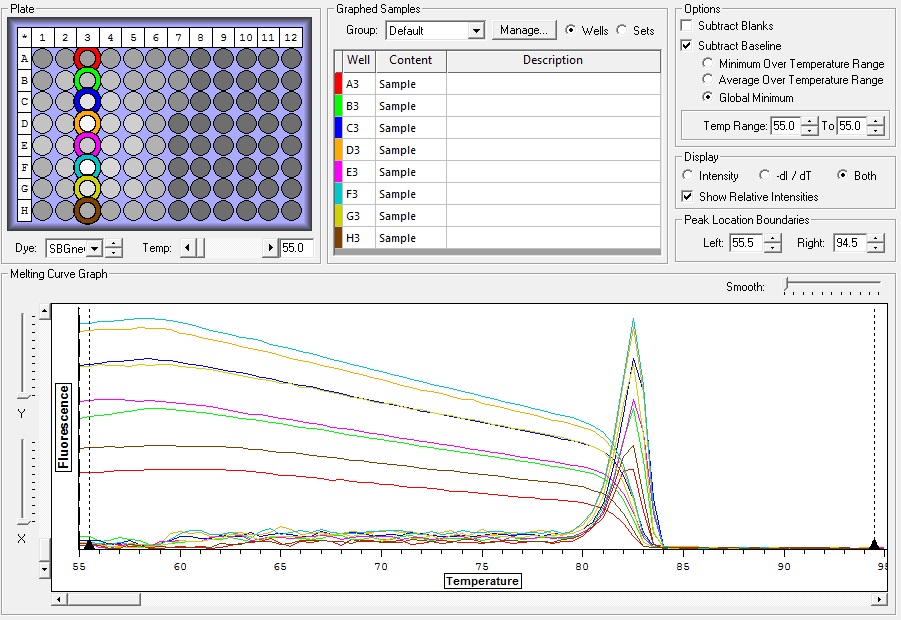 Plate
* 1 2 3 4 5 6 7 8 9 10 11 12
A
B
C
D
E
F
G
H
Dye: SBGne Temp: 55.0
Graphed Samples
Group: Default Manage... Wells Sets
Well Content Description
A3 Sample
B3 Sample
C3 Sample
D3 Sample
E3 Sample
F3 Sample
G3 Sample
H3 Sample
Options
Subtract Blanks
Subtract Baseline
Minimum Over Temperature Range
Average Over Temperature Range
Global Minimum
Temp Range: 55.0 To 55.0
Display
Intensity -dI / dT Both
Show Relative Intensities
Peak Location Boundaries
Left: 55.5 Right: 94.5
Melting Curve Graph
Smooth:
Y
X
Fluorescence
55 60 65 70 75 80 85 90 95
Temperature